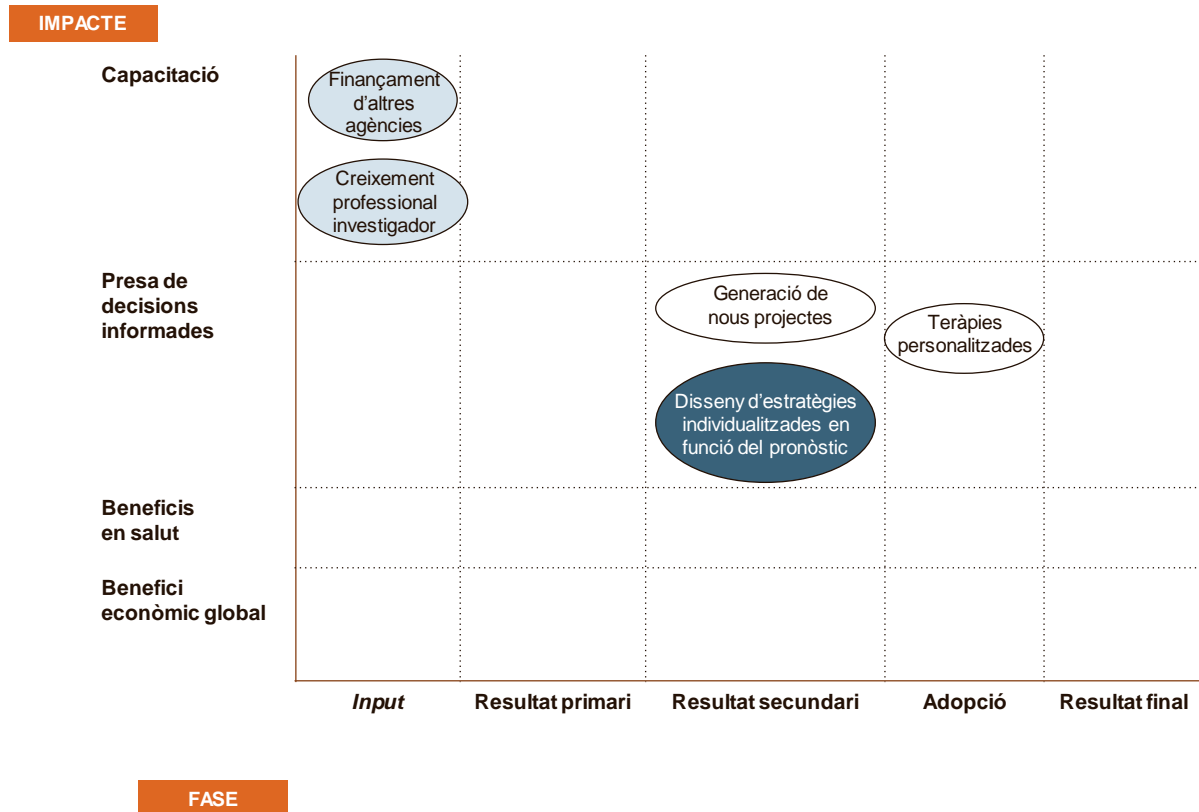 IMPACTE
Capacitació
Finançament
d'altres
agències
Creixement
professional
investigador
Presa de
decisions
informades
Generació de
nous projectes
Teràpies
personalitzades
Disseny d'estratègies
individualitzades en
funció del pronòstic
Beneficis
en salut
Benefici
econòmic global
Input
Resultat primari
Resultat secundari
Adopció
Resultat final
FASE